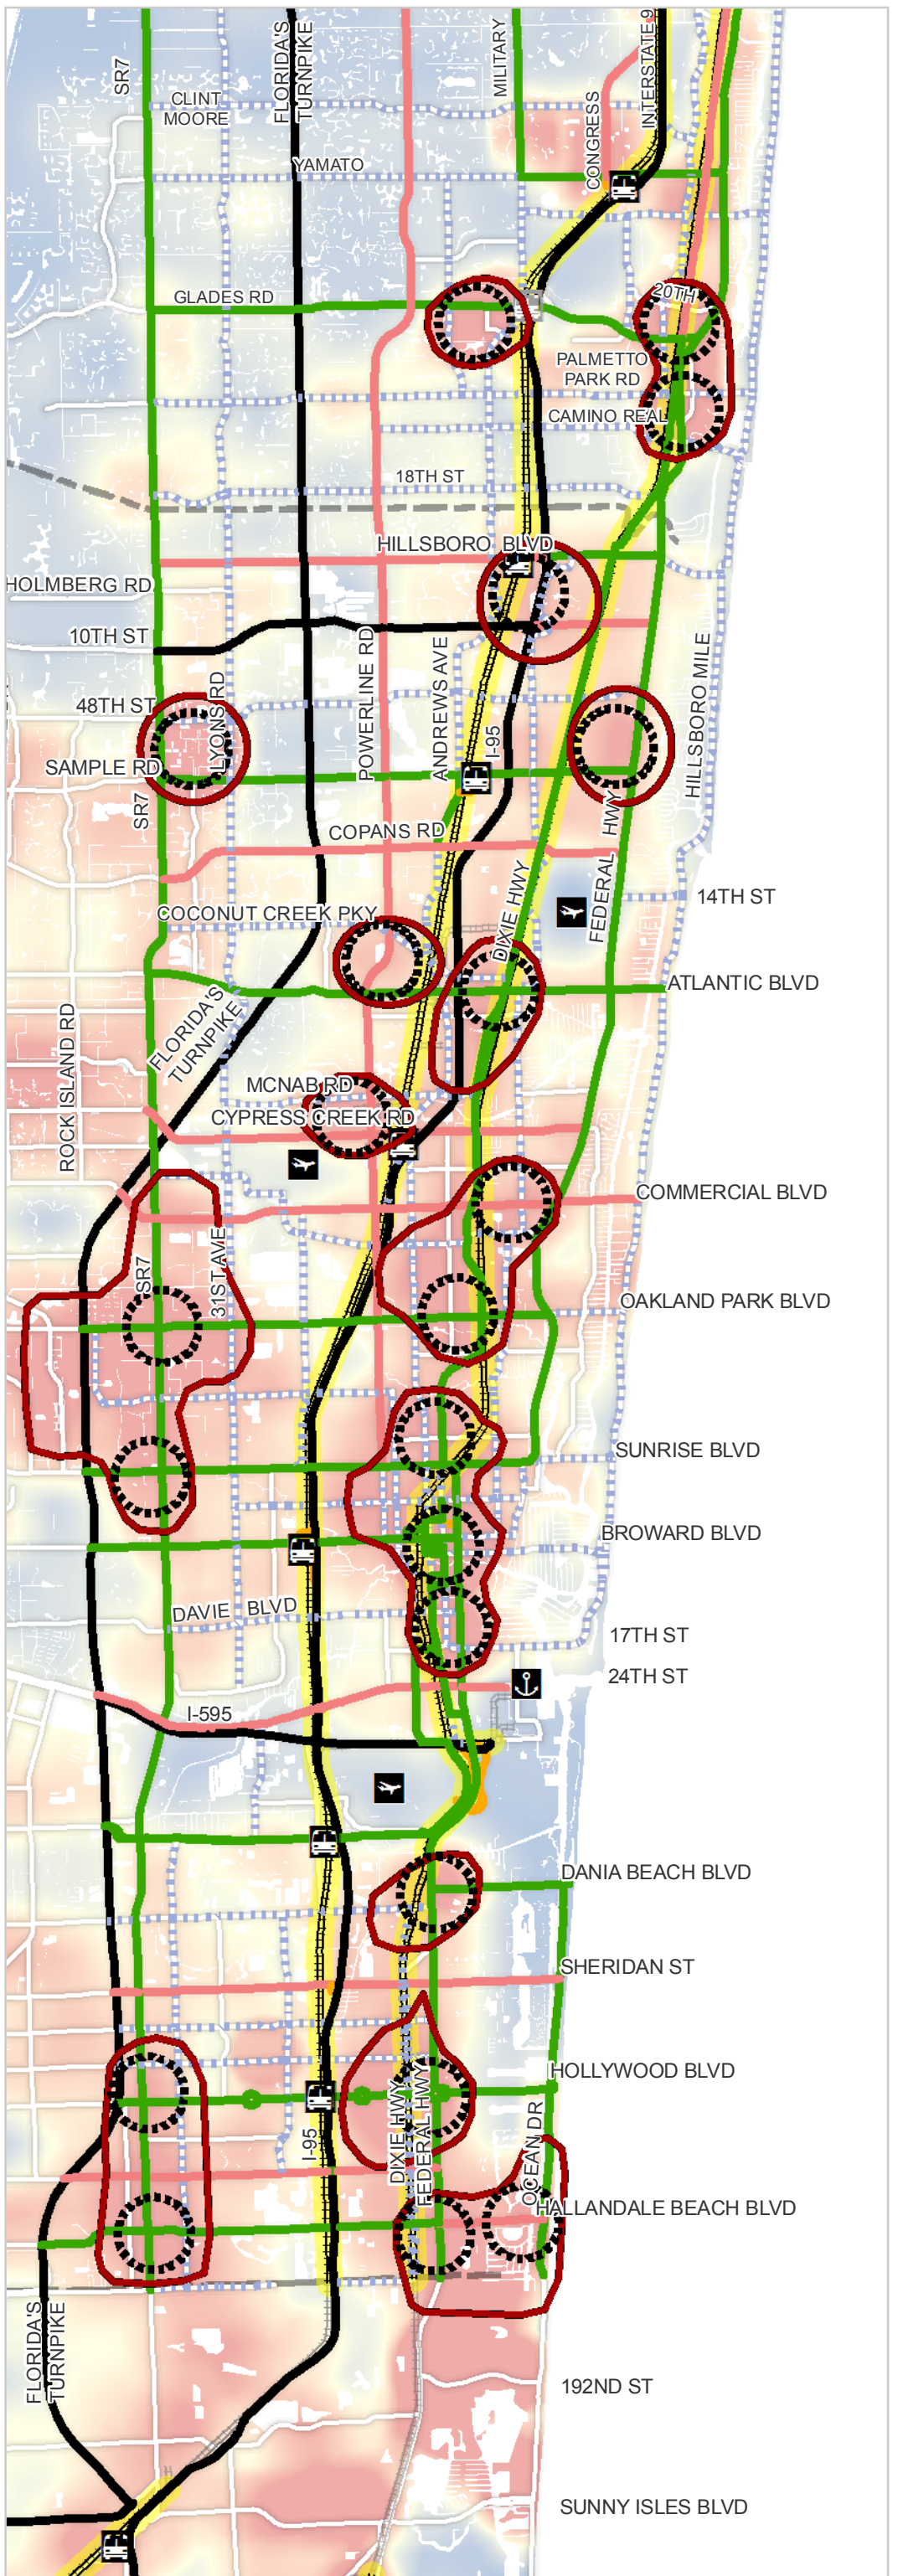 SR7
CLINT
MOORE
FLORIDA'S
TURNPIKE
MILITARY
CONGRESS
INTERSTATE 9
YAMATO
GLADES RD
20TH
PALMETTO
PARK RD
CAMINO REAL
18TH ST
HILLSBORO BLVD
HOLMBERG RD
10TH ST
POWERLINE RD
ANDREWS AVE
HILLSBORO MILE
48TH ST
LYONS RD
I-95
SAMPLE RD
SR7
HWY
COPANS RD
DIXIE HWY
FEDERAL
14TH ST
COCONUT CREEK PKY
ATLANTIC BLVD
FLORIDA'S
TURNPIKE
ROCK ISLAND RD
MCNAB RD
CYPRESS CREEK RD
COMMERCIAL BLVD
SR7
31ST AVE
OAKLAND PARK BLVD
SUNRISE BLVD
BROWARD BLVD
DAVIE BLVD
17TH ST
24TH ST
I-595
DANIA BEACH BLVD
SHERIDAN ST
HOLLYWOOD BLVD
I-95
DIXIE HWY
FEDERAL HWY
OCEAN DR
HALLANDALE BEACH BLVD
FLORIDA'S
TURNPIKE
192ND ST
SUNNY ISLES BLVD